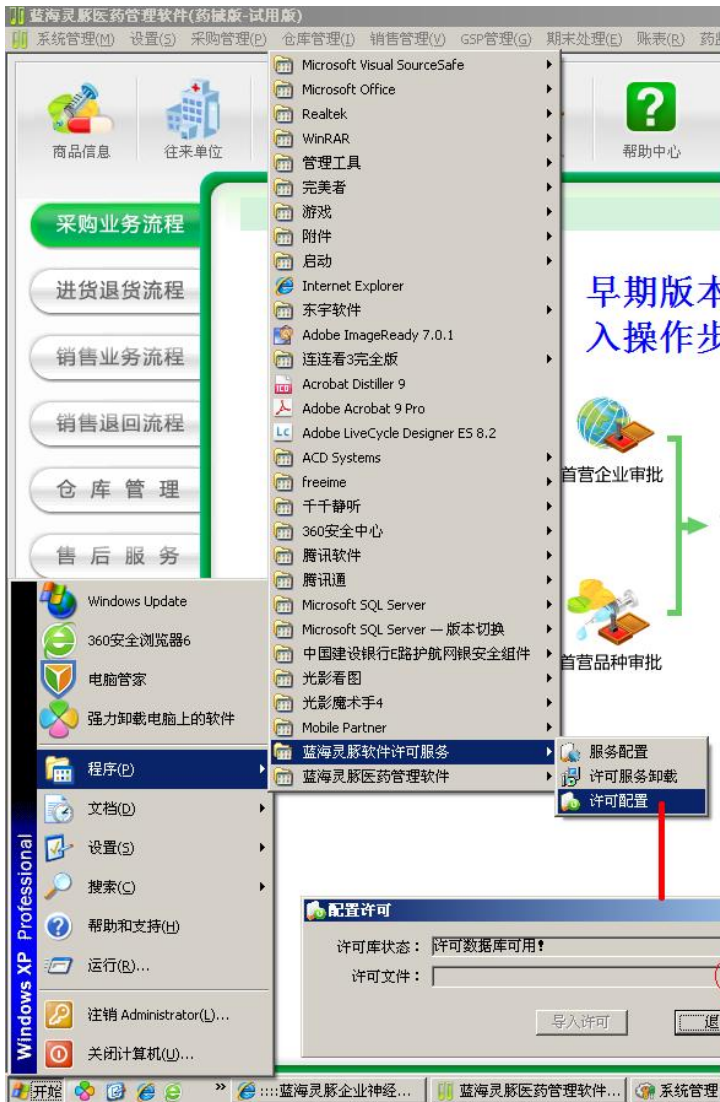 蓝海灵豚医药管理软件(药械版-试用版)
系统管理(M) 设置(S) 采购管理(P) 仓库管理(I) 销售管理(V) GSP管理(G) 期末处理(E) 账表(R)
商品信息
往来单位
帮助中心
采购业务流程
进货退货流程
销售业务流程
销售退回流程
仓库管理
售后服务
早期版本
入操作步
首营企业审批
首营品种审批
Microsoft Visual SourceSafe
Microsoft Office
Realtek
WinRAR
管理工具
完美者
游戏
附件
启动
Internet Explorer
东宇软件
Adobe ImageReady 7.0.1
连连看3完全版
Acrobat Distiller 9
Adobe Acrobat 9 Pro
Adobe LiveCycle Designer ES 8.2
ACD Systems
freeime
千千静听
360安全中心
腾讯软件
腾讯通
Microsoft SQL Server
Microsoft SQL Server — 版本切换
中国建设银行E路护航网银安全组件
光影看图
光影魔术手4
Mobile Partner
蓝海灵豚软件许可服务
蓝海灵豚医药管理软件
服务配置
许可服务卸载
许可配置
Windows Update
360安全浏览器6
电脑管家
强力卸载电脑上的软件
程序(P)
文档(D)
设置(S)
搜索(C)
帮助和支持(H)
运行(R)...
注销 Administrator(L)...
关闭计算机(U)...
Windows XP Professional
配置许可
许可库状态： 许可数据库可用！
许可文件：
导入许可
开始
» ::::蓝海灵豚企业神经... 蓝海灵豚医药管理软件... 系统管理